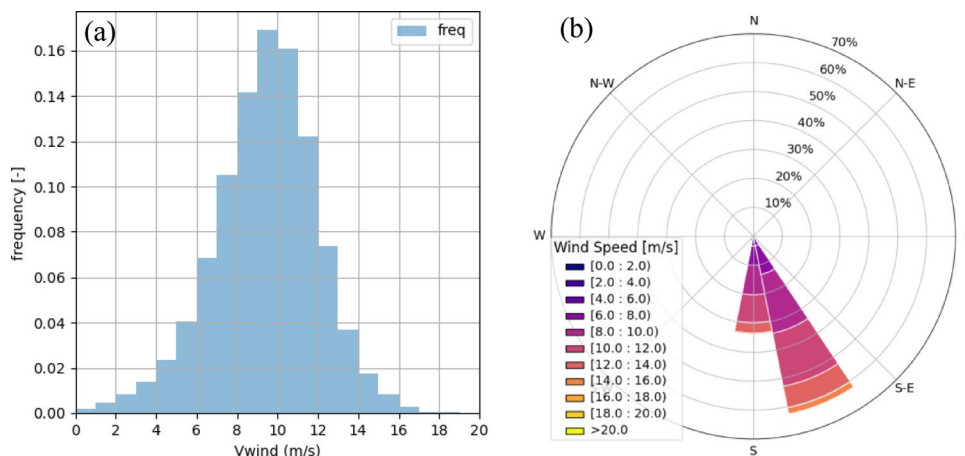 (a)
freq
0.16
0.14
0.12
0.10
0.08
0.06
0.04
0.02
0.00
frequency [-]
0 2 4 6 8 10 12 14 16 18 20
Vwind (m/s)
(b)
N
N-E
S-E
S
W
N-W
70%
60%
50%
40%
30%
20%
10%
Wind Speed [m/s]
[0.0 : 2.0)
[2.0 : 4.0)
[4.0 : 6.0)
[6.0 : 8.0)
[8.0 : 10.0)
[10.0 : 12.0)
[12.0 : 14.0)
[14.0 : 16.0)
[16.0 : 18.0)
[18.0 : 20.0)
>20.0